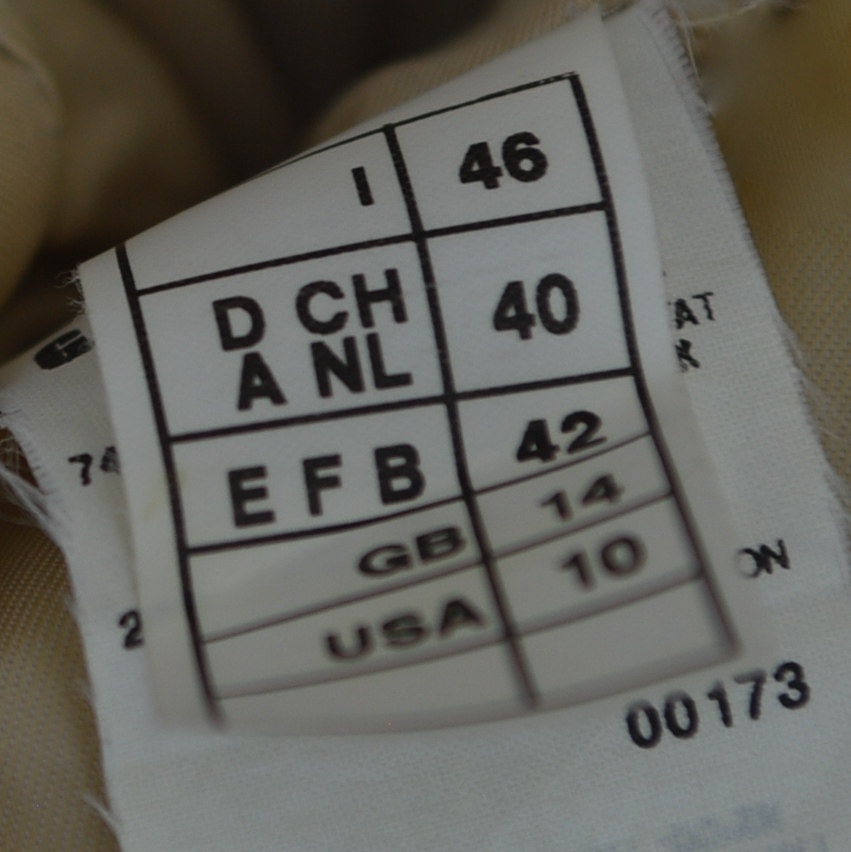 I 46
D CH
A NL 40
E F B 42
GB 14
USA 10
00173